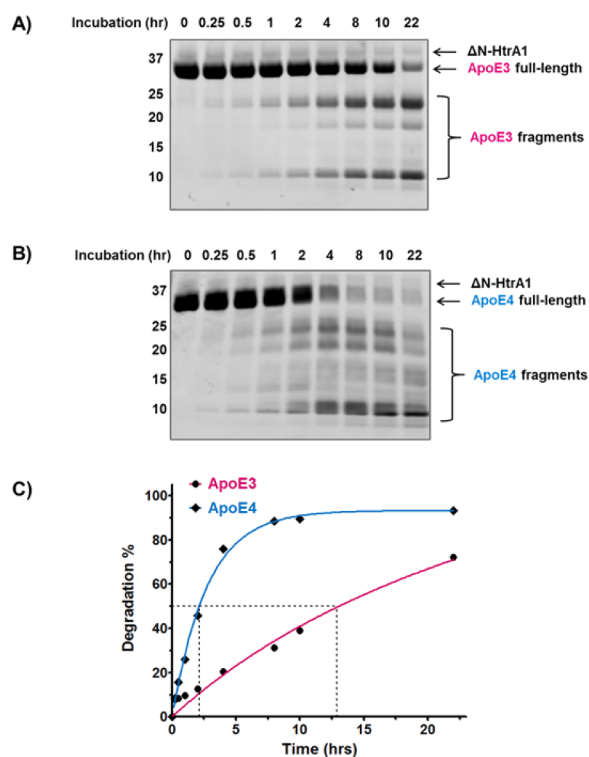 A)
Incubation (hr) 0 0.25 0.5 1 2 4 8 10 22
37
ΔN-HtrA1
ApoE3 full-length
25
20
15
10
ApoE3 fragments
B)
Incubation (hr) 0 0.25 0.5 1 2 4 8 10 22
37
ΔN-HtrA1
ApoE4 full-length
25
20
15
10
ApoE4 fragments
C)
ApoE3
ApoE4
100
80
60
40
20
0
Degradation %
0 5 10 15 20
Time (hrs)